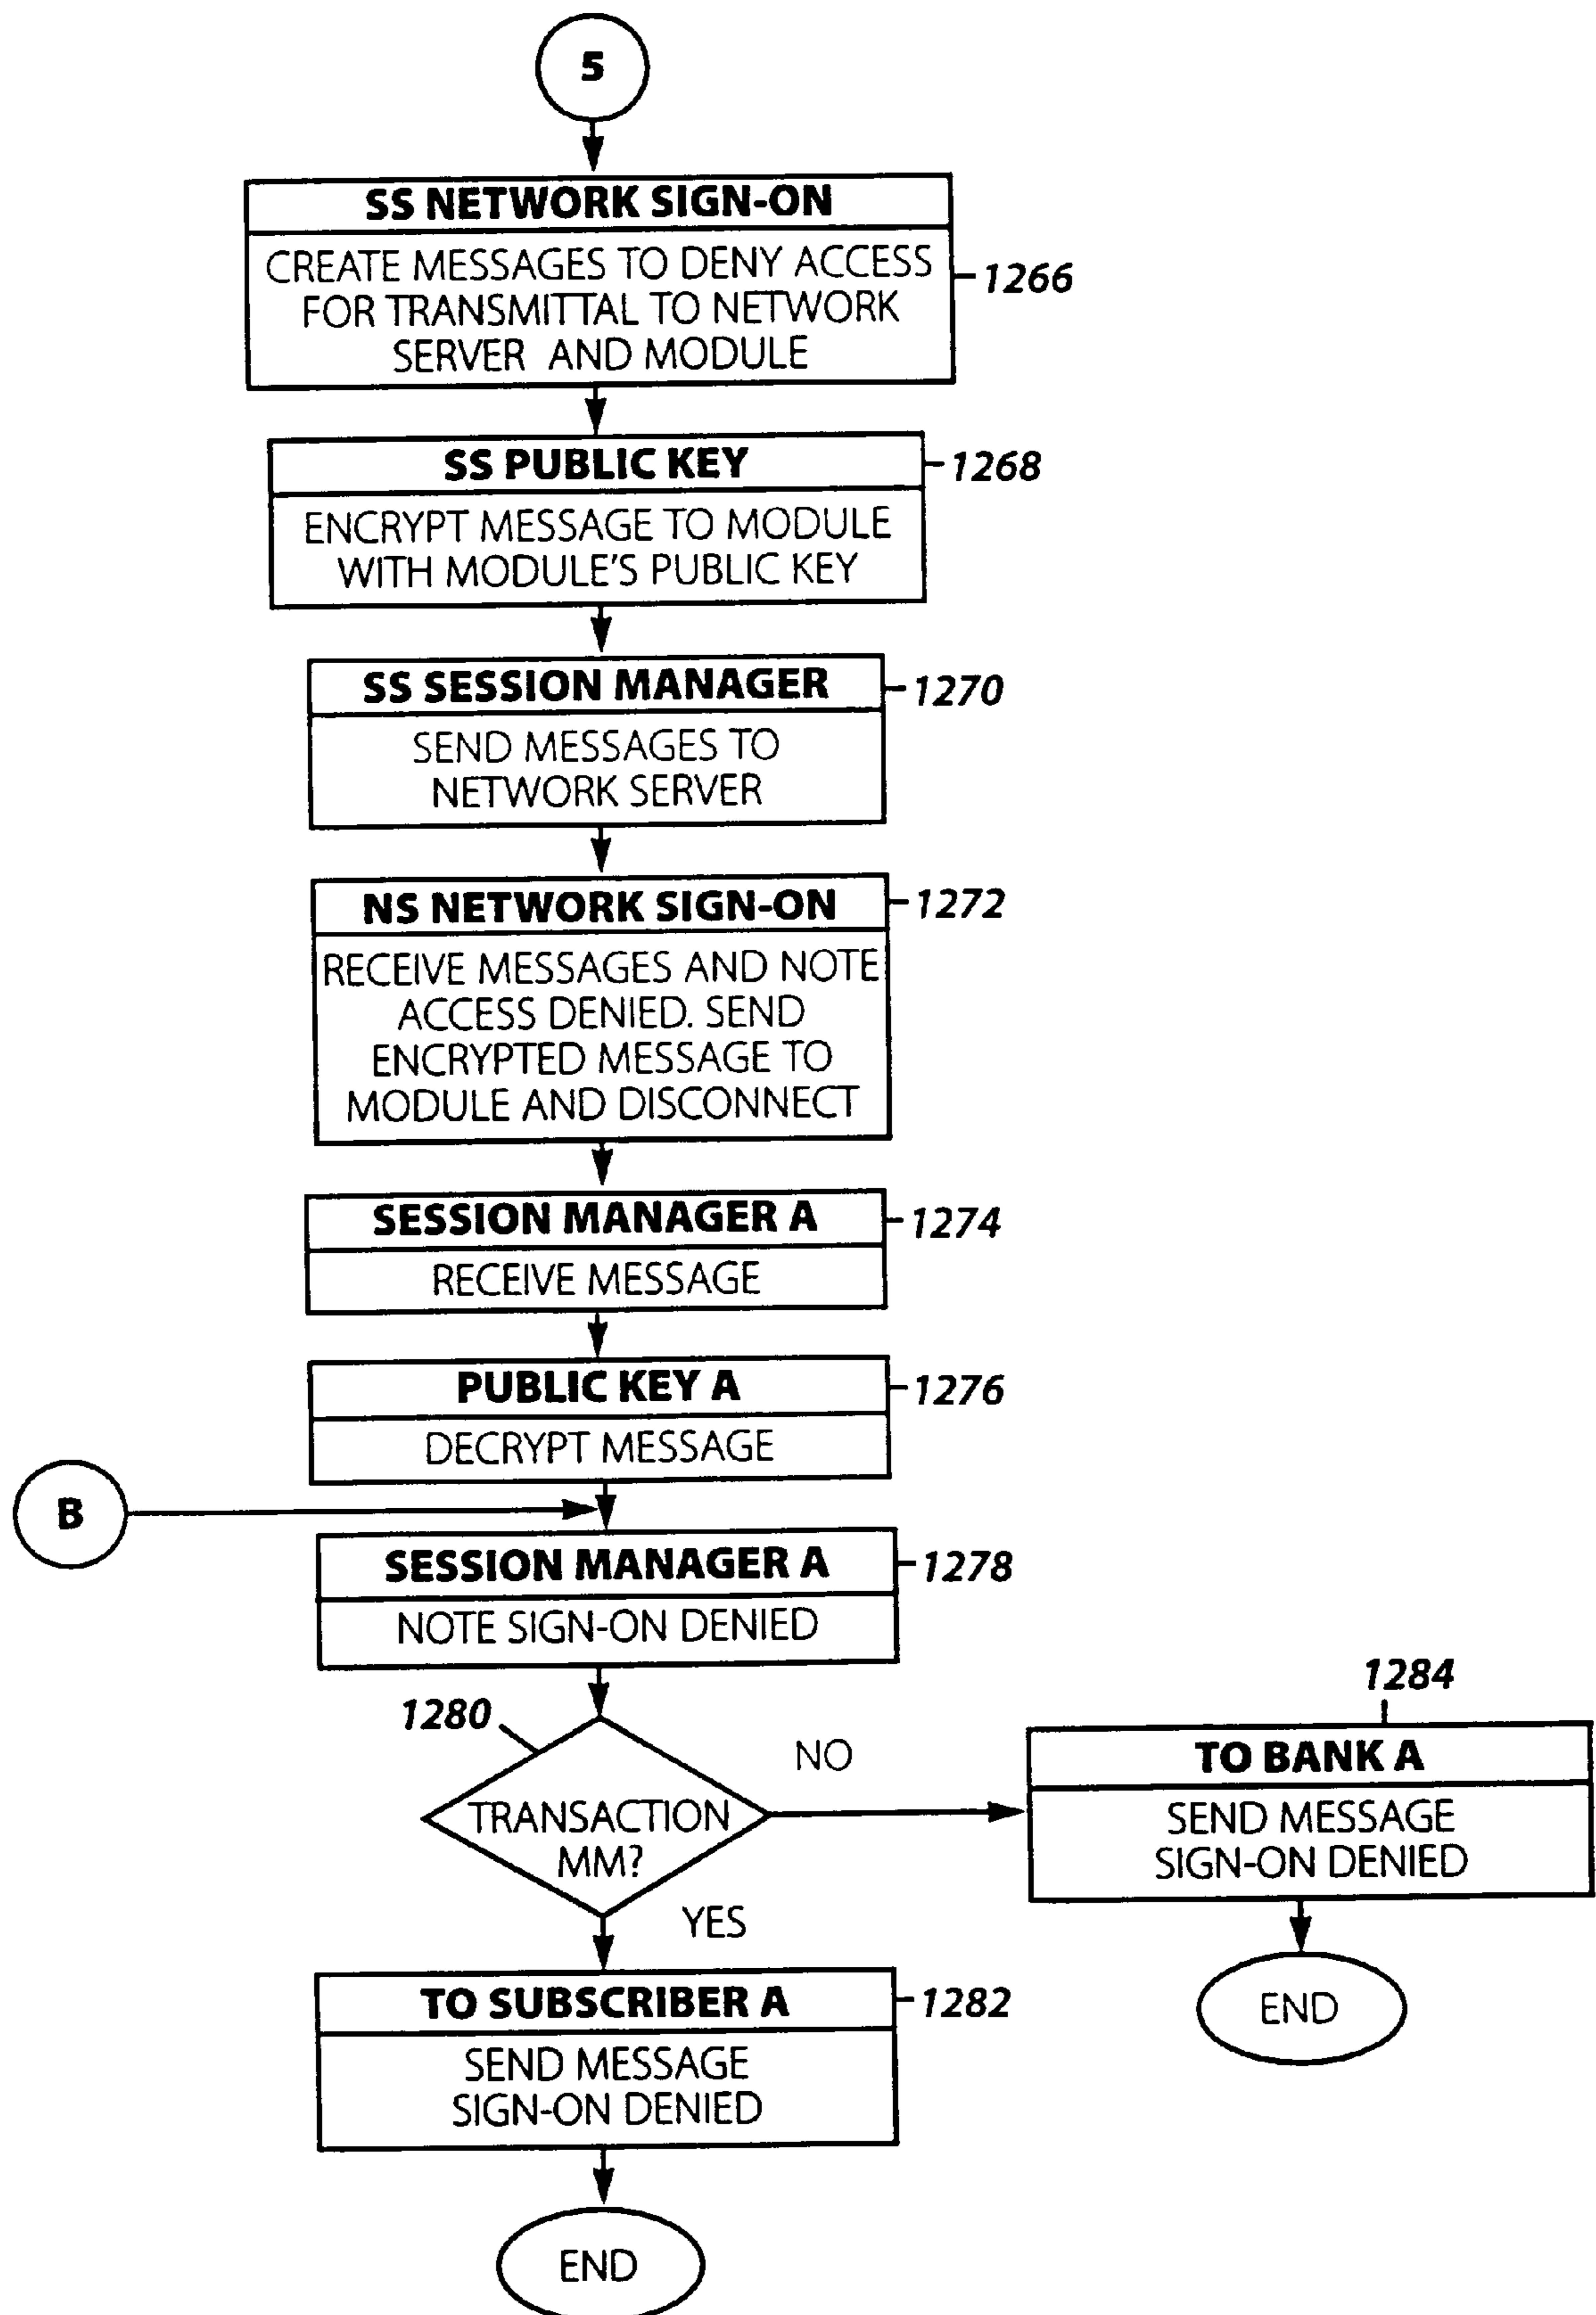 5
SS NETWORK SIGN-ON
CREATE MESSAGES TO DENY ACCESS
FOR TRANSMITTAL TO NETWORK
SERVER AND MODULE
1266
SS PUBLIC KEY
1268
ENCRYPT MESSAGE TO MODULE
WITH MODULE'S PUBLIC KEY
SS SESSION MANAGER
1270
SEND MESSAGES TO
NETWORK SERVER
NS NETWORK SIGN-ON
1272
RECEIVE MESSAGES AND NOTE
ACCESS DENIED. SEND
ENCRYPTED MESSAGE TO
MODULE AND DISCONNECT
SESSION MANAGER A
1274
RECEIVE MESSAGE
PUBLIC KEY A
1276
DECRYPT MESSAGE
B
SESSION MANAGER A
1278
NOTE SIGN-ON DENIED
1280
TRANSACTION
MM?
NO
1284
TO BANK A
SEND MESSAGE
SIGN-ON DENIED
END
YES
TO SUBSCRIBER A
1282
SEND MESSAGE
SIGN-ON DENIED
END